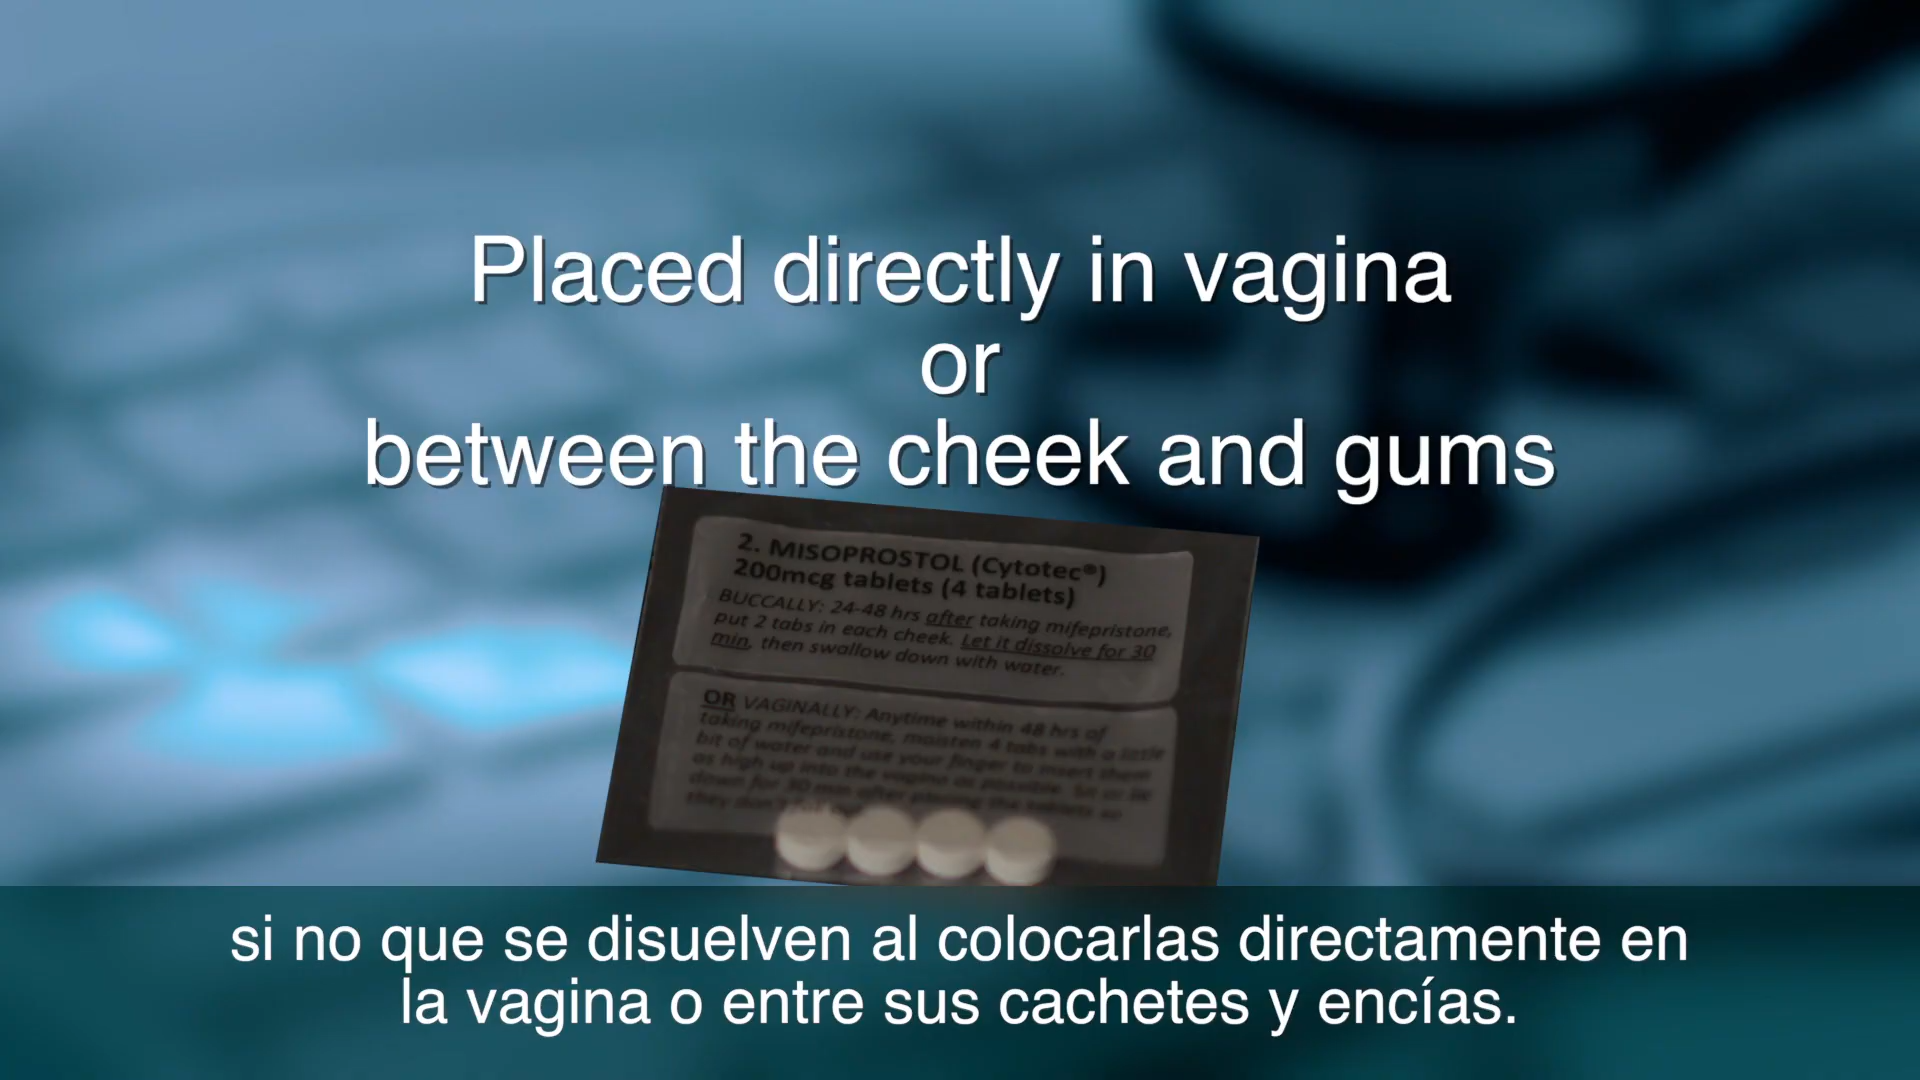 Placed directly in vagina
or
between the cheek and gums
2. MISOPROSTOL (Cytotec®)
200mcg tablets (4 tablets)
BUCCALLY: 24-48 hrs after taking mifepristone,
put 2 tabs in each cheek. Let it dissolve for 30
min, then swallow down with water.
OR VAGINALLY: Anytime within 48 hrs of
taking mifepristone, moisten 4 tabs with a little
bit of water and use your finger to insert them
as high up into the vagina as possible. Sit or lie
down for 30 min after placing the tablets so
they don't
si no que se disuelven al colocarlas directamente en
la vagina o entre sus cachetes y encías.